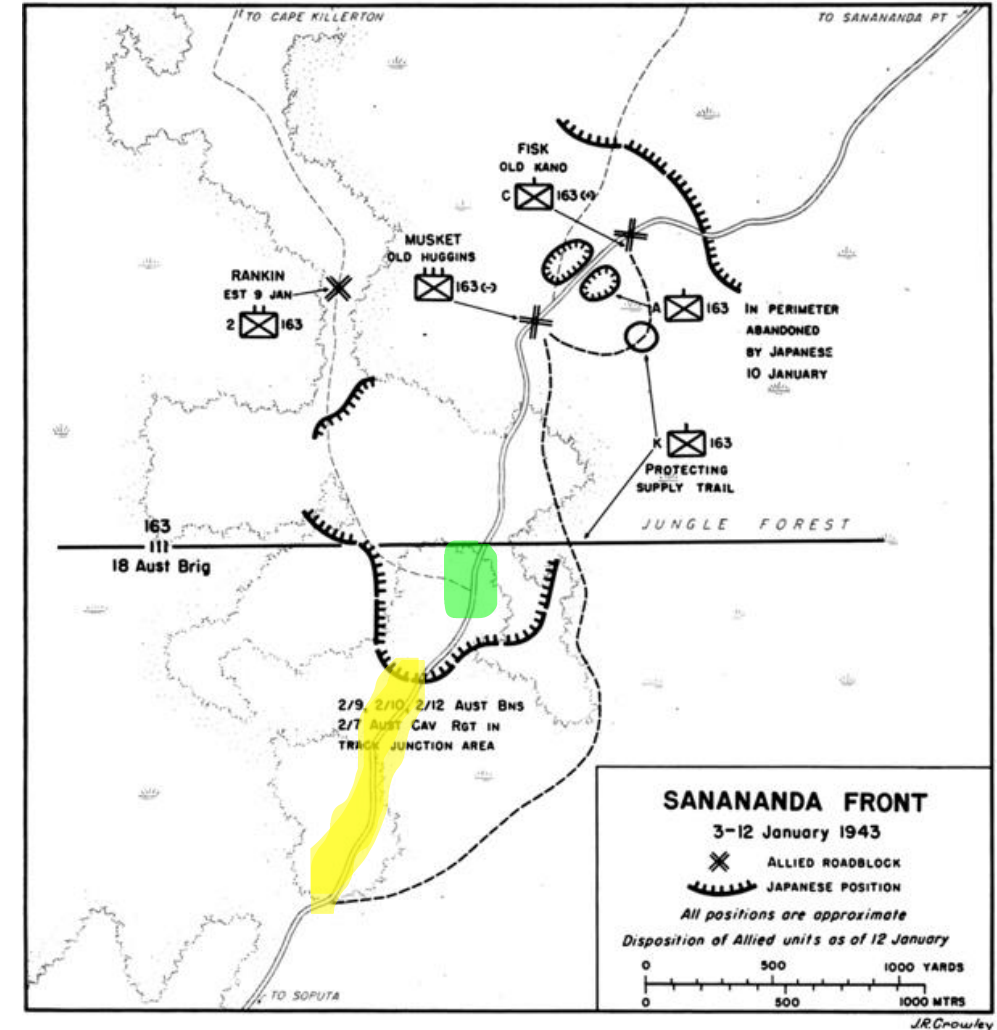 TO CAPE KILLERTON
TO SANANANDA PT
FISK
OLD KANO
C 163(+)
MUSKET
OLD HUGGINS
163(-)
RANKIN
EST 9 JAN
2 163
A 163
IN PERIMETER
ABANDONED
BY JAPANESE
10 JANUARY
K 163
PROTECTING
SUPPLY TRAIL
JUNGLE FOREST
163
III
18 Aust Brig
2/9, 2/10, 2/12 AUST BNS
2/7 AUST CAV RGT IN
TRACK JUNCTION AREA
TO SOPUTA
SANANANDA FRONT
3-12 January 1943
ALLIED ROADBLOCK
JAPANESE POSITION
All positions are approximate
Disposition of Allied units as of 12 January
0 500 1000 YARDS
0 500 1000 MTRS
J.R.Crowley